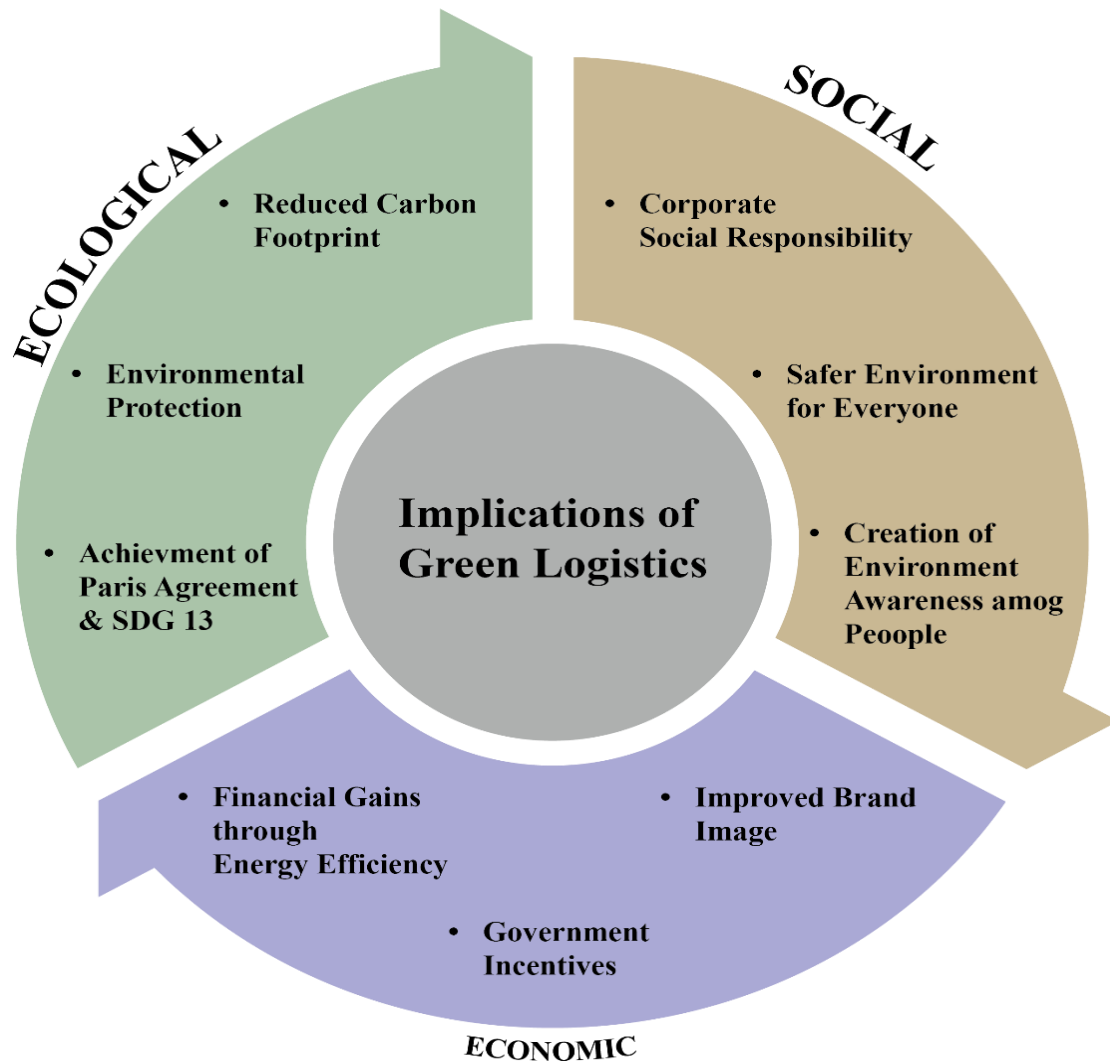 ECOLOGICAL
• Reduced Carbon
Footprint
• Environmental
Protection
• Achievment of
Paris Agreement
& SDG 13
SOCIAL
• Corporate
Social Responsibility
• Safer Environment
for Everyone
• Creation of
Environment
Awareness amog
Peoople
Implications of
Green Logistics
• Financial Gains
through
Energy Efficiency
• Improved Brand
Image
• Government
Incentives
ECONOMIC